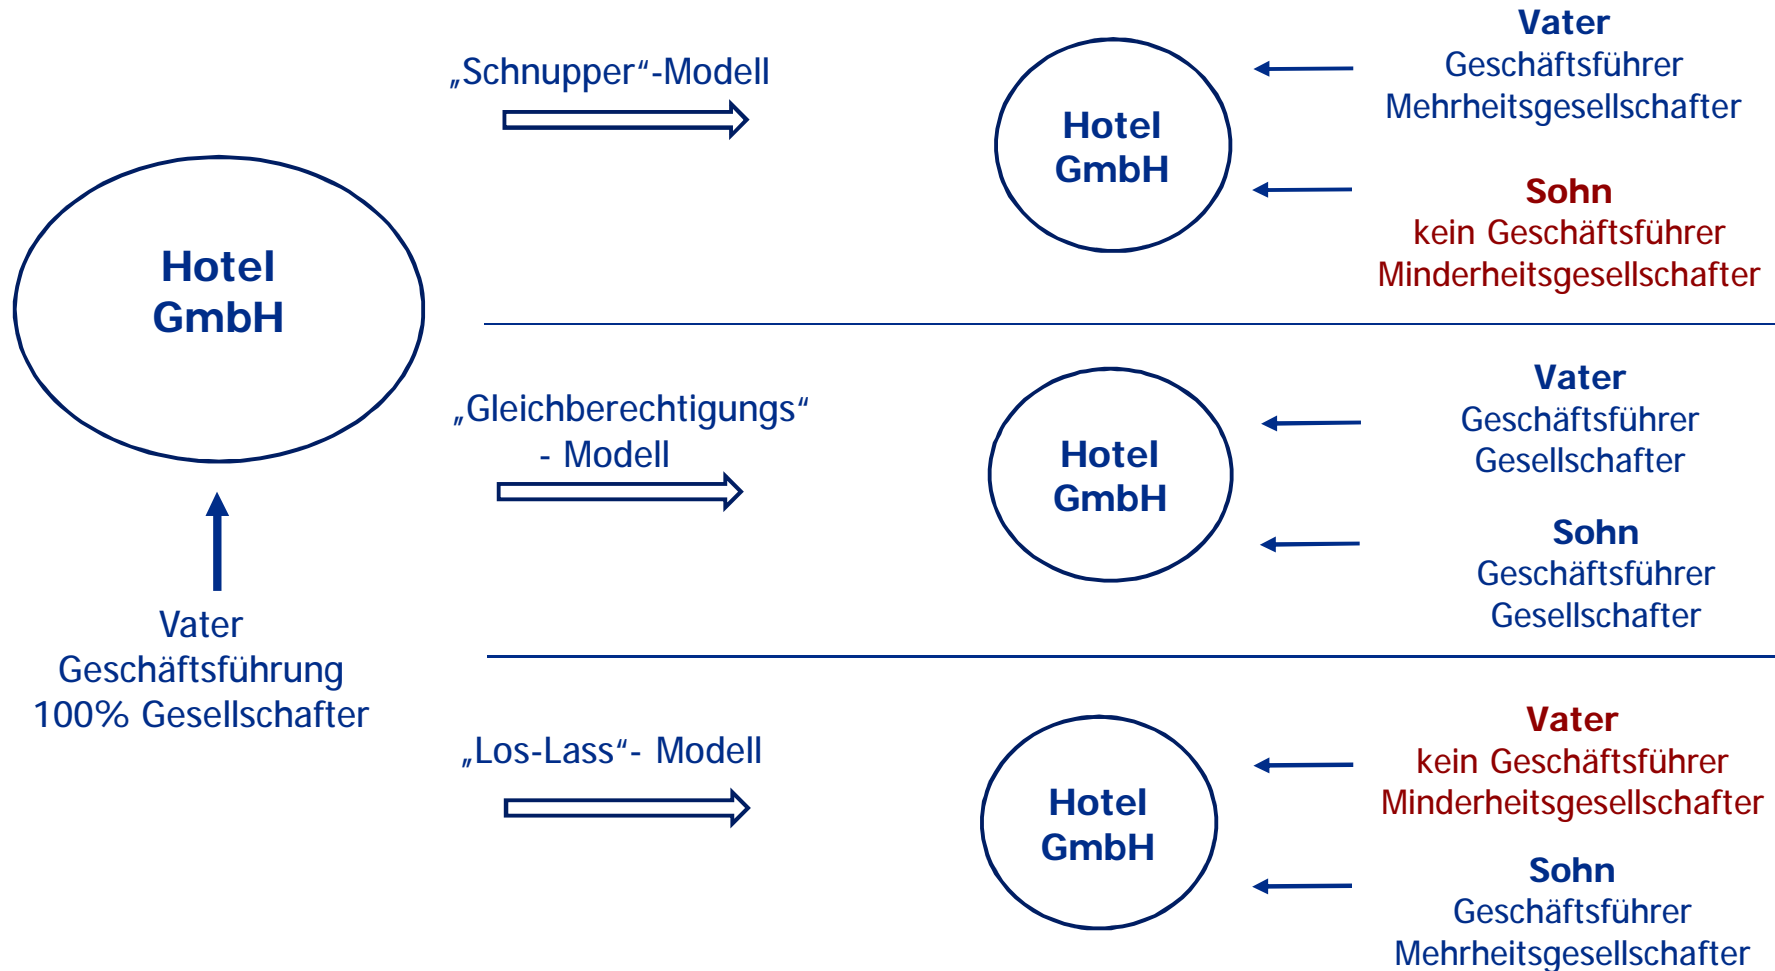 Hotel
GmbH
Vater
Geschäftsführung
100% Gesellschafter
„Schnupper“-Modell
Hotel
GmbH
Vater
Geschäftsführer
Mehrheitsgesellschafter
Sohn
kein Geschäftsführer
Minderheitsgesellschafter
„Gleichberechtigungs“
- Modell
Hotel
GmbH
Vater
Geschäftsführer
Gesellschafter
Sohn
Geschäftsführer
Gesellschafter
„Los-Lass“- Modell
Hotel
GmbH
Vater
kein Geschäftsführer
Minderheitsgesellschafter
Sohn
Geschäftsführer
Mehrheitsgesellschafter